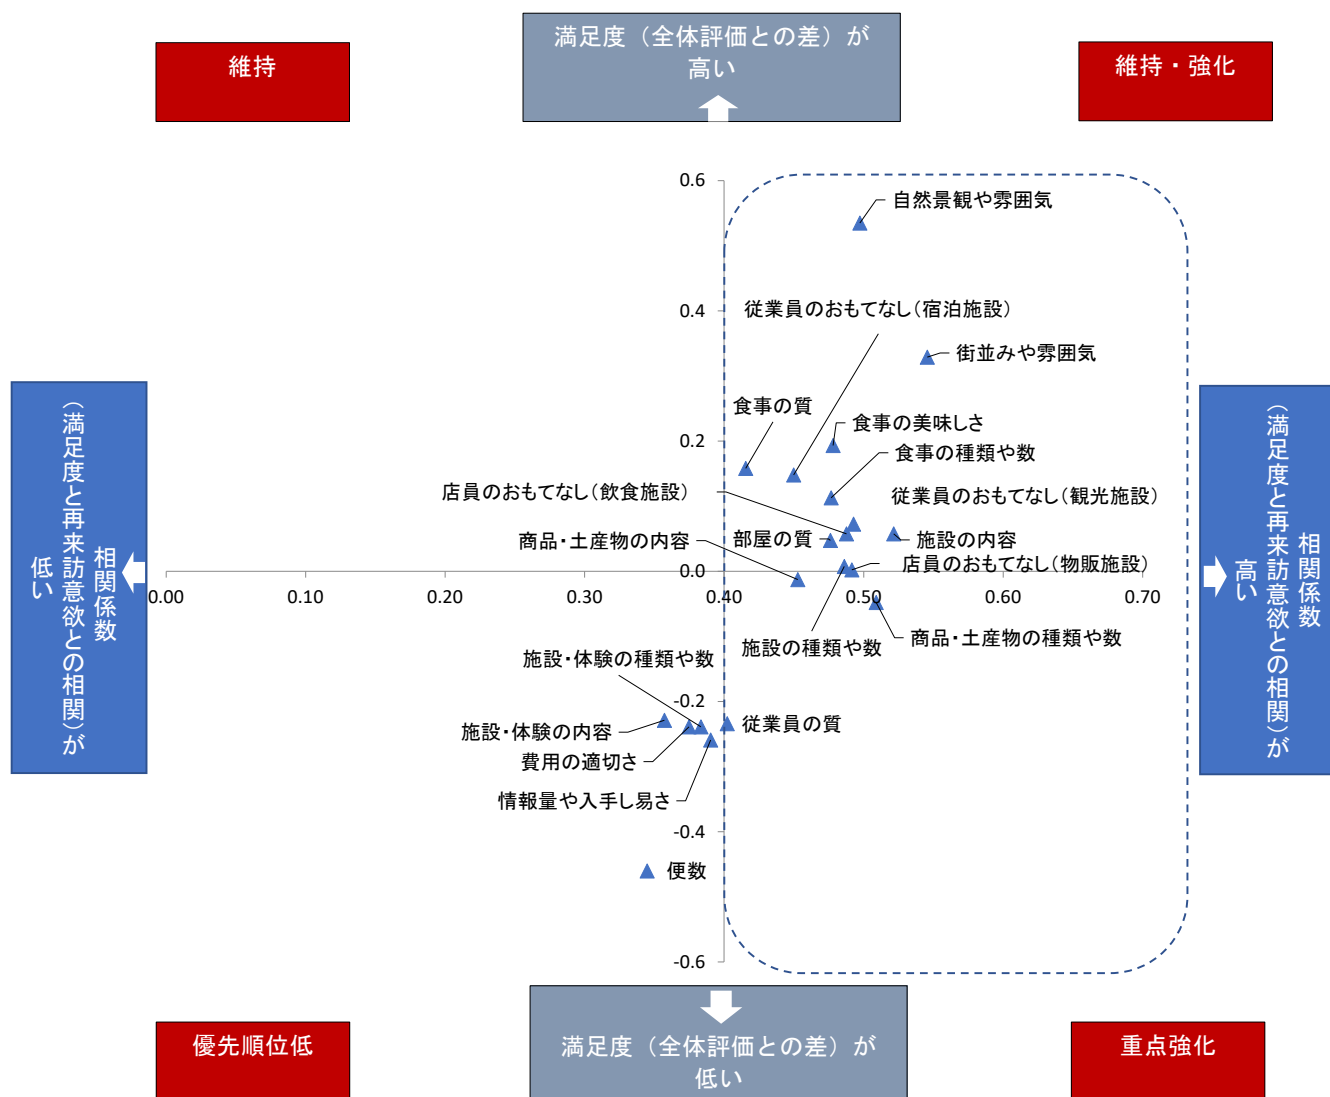 維持
満足度（全体評価との差）が
高い
維持・強化
0.6
自然景観や雰囲気
従業員のおもてなし（宿泊施設）
0.4
街並みや雰囲気
食事の質
食事の美味しさ
0.2
食事の種類や数
店員のおもてなし（飲食施設）
従業員のおもてなし（観光施設）
商品・土産物の内容
部屋の質
施設の内容
店員のおもてなし（物販施設）
0.0
0.00
0.10
0.20
0.30
0.40
0.50
0.60
0.70
相関係数
（満足度と再来訪意欲との相関）が
低い
相関係数
（満足度と再来訪意欲との相関）が
高い
施設の種類や数
商品・土産物の種類や数
施設・体験の種類や数
-0.2
施設・体験の内容
従業員の質
費用の適切さ
情報量や入手し易さ
-0.4
便数
-0.6
優先順位低
満足度（全体評価との差）が
低い
重点強化